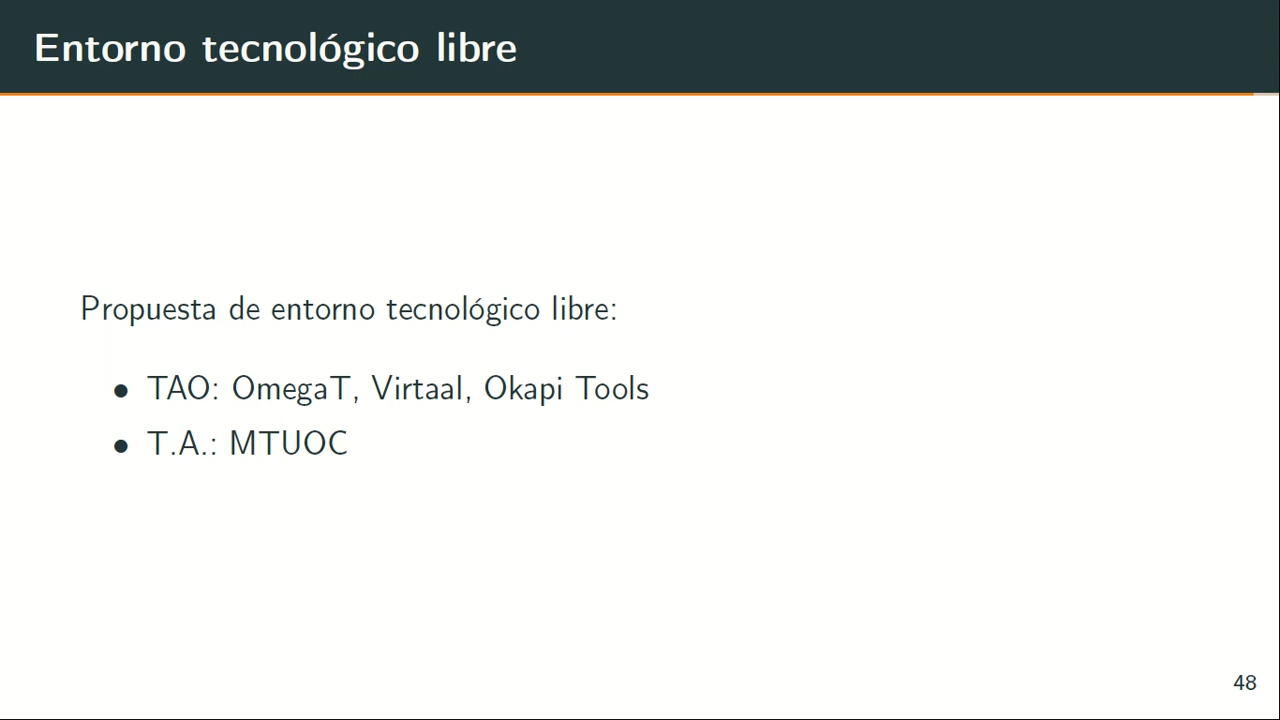 Entorno tecnológico libre
Propuesta de entorno tecnológico libre:
• TAO: OmegaT, Virtaal, Okapi Tools
• T.A.: MTUOC
48